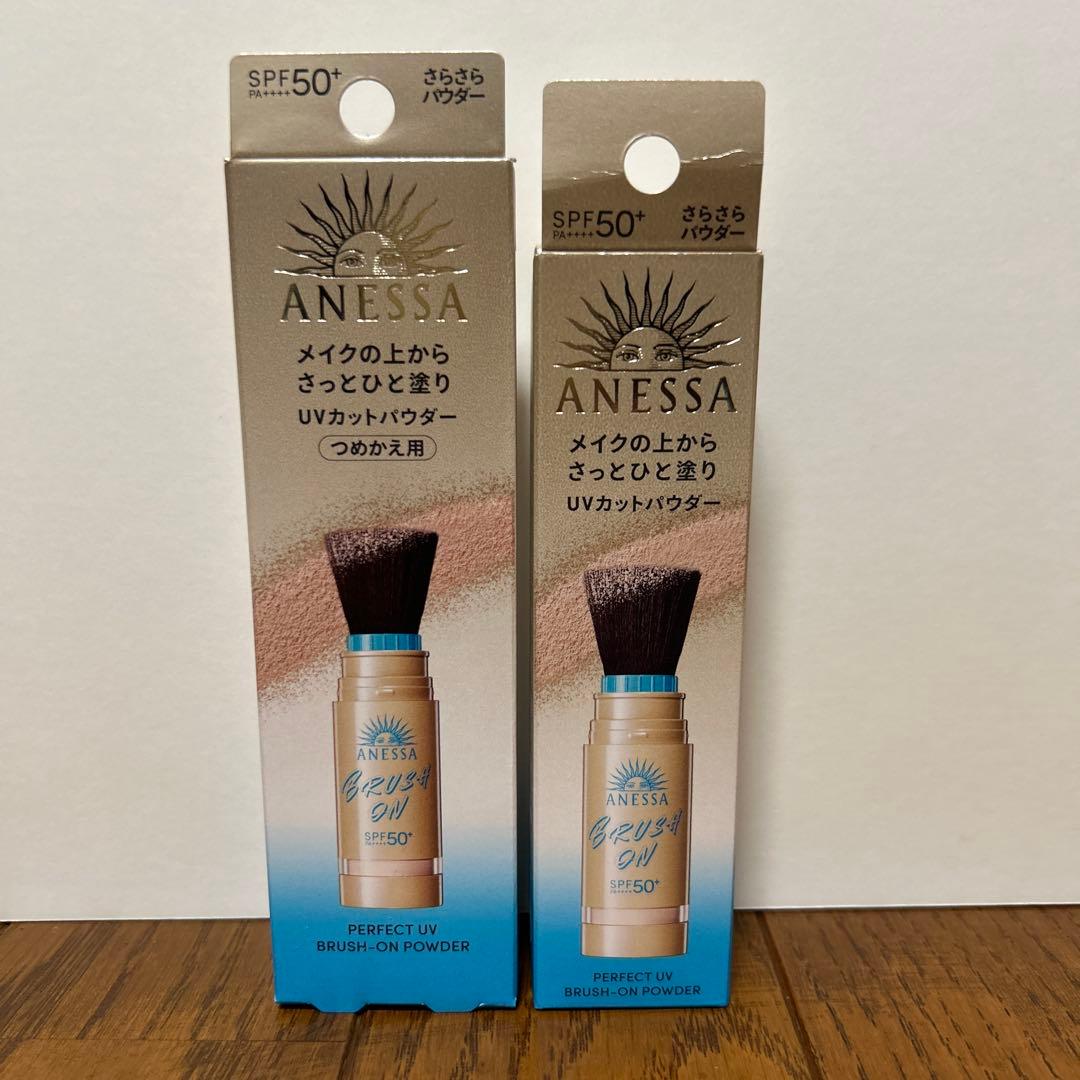 SPF50+
PA++++
さらさら
パウダー
ANESSA
メイクの上から
さっとひと塗り
UVカットパウダー
つめかえ用
ANESSA
BRUSH
ON
SPF50+
PA++++
PERFECT UV
BRUSH-ON POWDER
SPF50+
PA++++
さらさら
パウダー
ANESSA
メイクの上から
さっとひと塗り
UVカットパウダー
ANESSA
BRUSH
ON
SPF50+
PA++++
PERFECT UV
BRUSH-ON POWDER